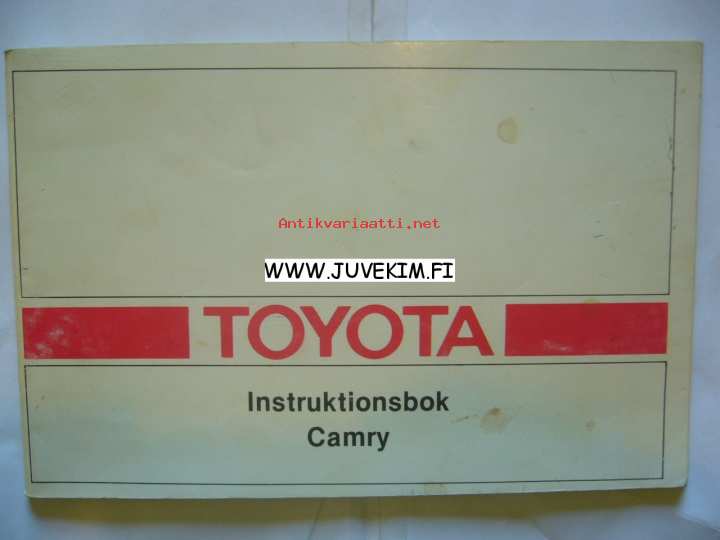 Antikvariaatti.net
WWW.JUVEKIM.FI
TOYOTA
Instruktionsbok
Camry